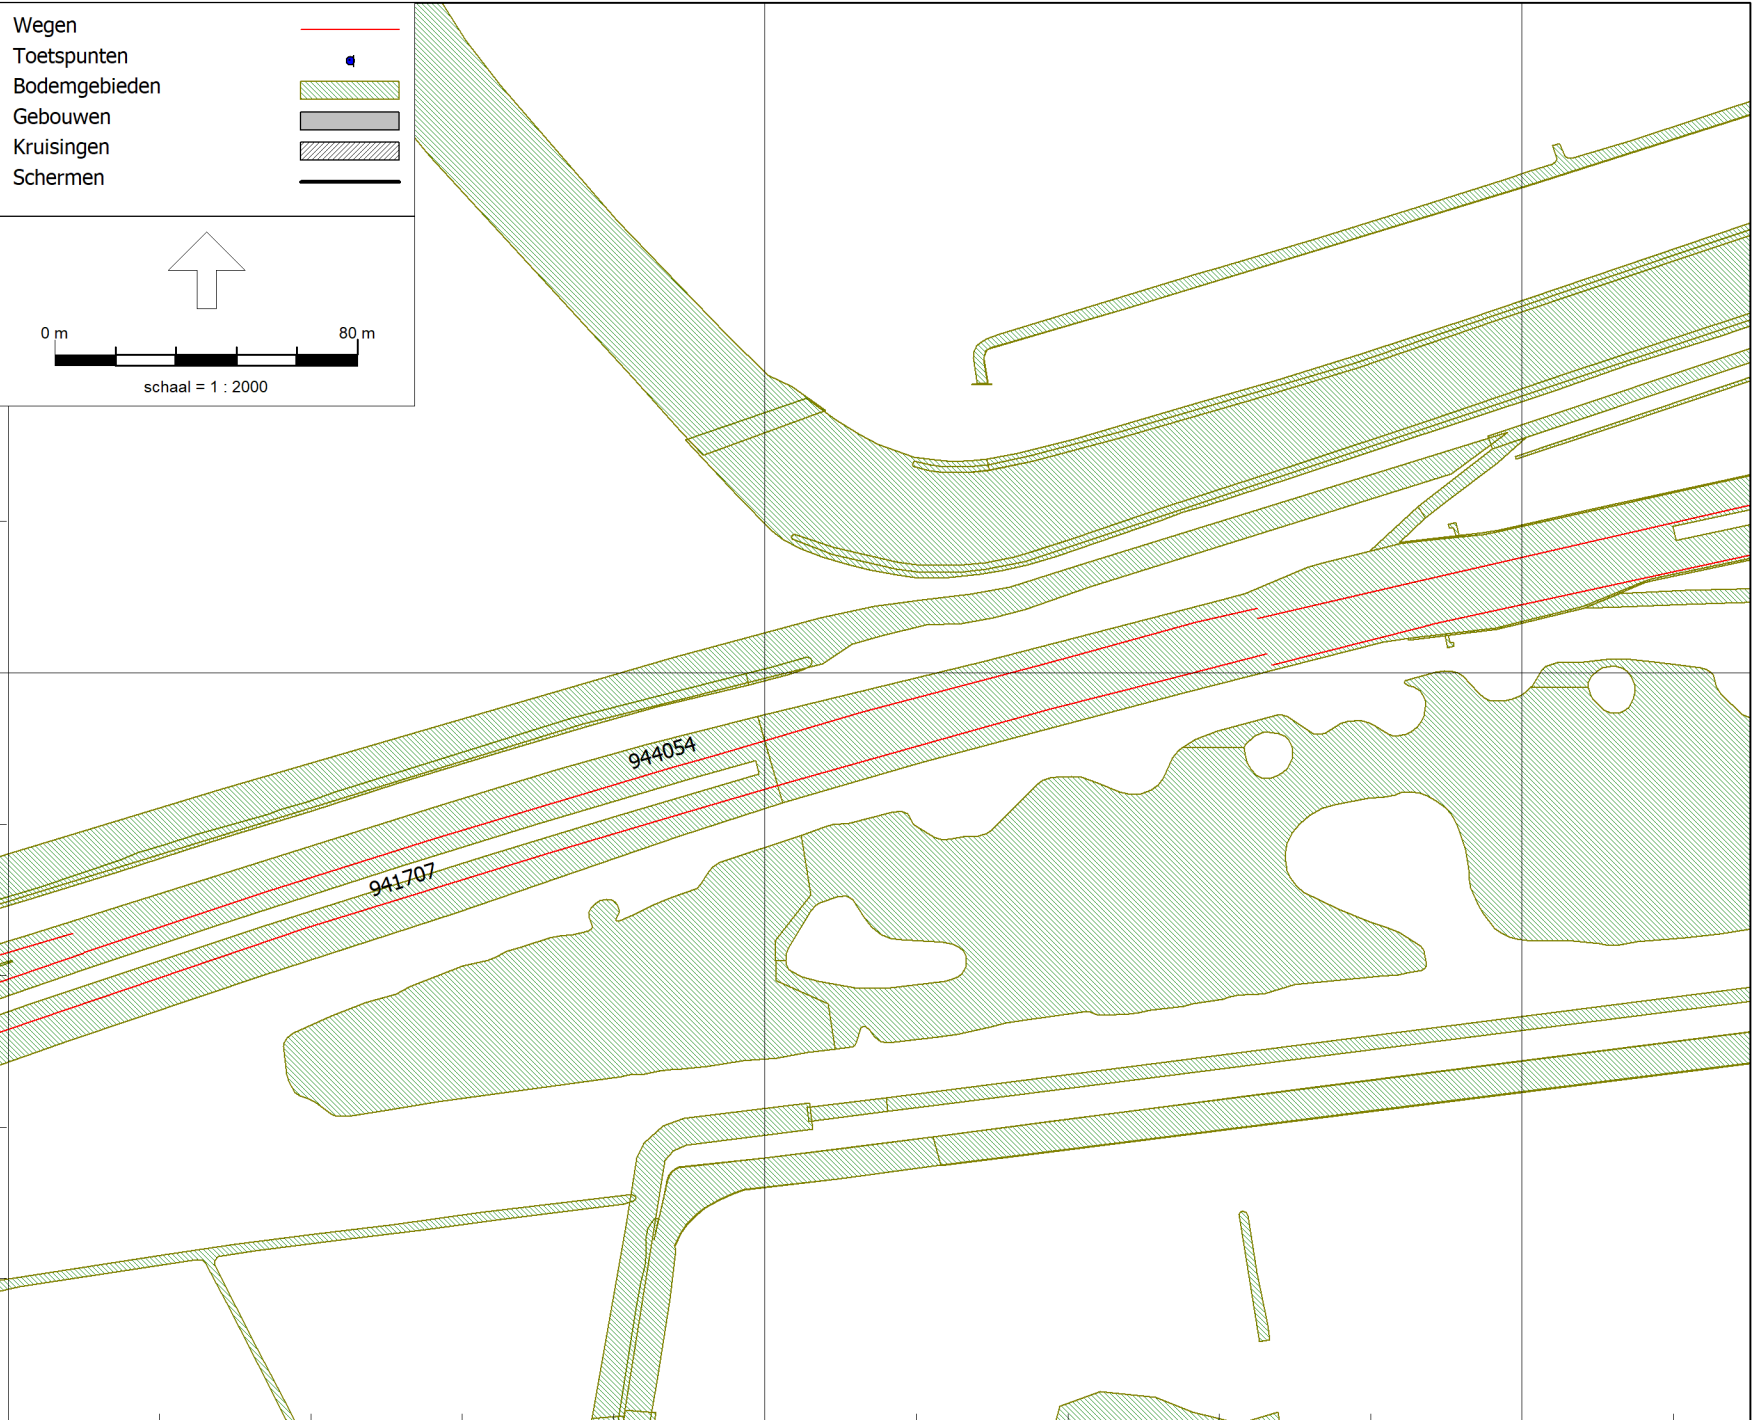 Wegen
Toetspunten
Bodemgebieden
Gebouwen
Kruisingen
Schermen
0 m 80 m
schaal = 1 : 2000
944054
941707